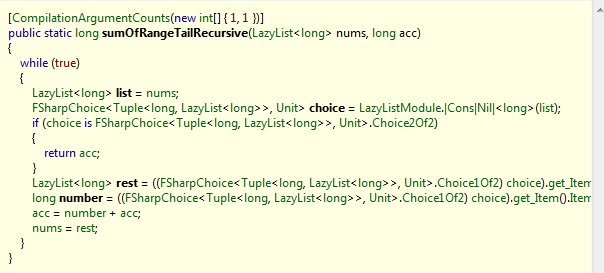 [CompilationArgumentCounts(new int[] { 1, 1 })]
public static long sumOfRangeTailRecursive(LazyList<long> nums, long acc)
{
while (true)
{
LazyList<long> list = nums;
FSharpChoice<Tuple<long, LazyList<long>>, Unit> choice = LazyListModule.|Cons|Nil|<long>(list);
if (choice is FSharpChoice<Tuple<long, LazyList<long>>, Unit>.Choice2Of2)
{
return acc;
}
LazyList<long> rest = ((FSharpChoice<Tuple<long, LazyList<long>>, Unit>.Choice1Of2) choice).get_Item
long number = ((FSharpChoice<Tuple<long, LazyList<long>>, Unit>.Choice1Of2) choice).get_Item().Item
acc = number + acc;
nums = rest;
}
}